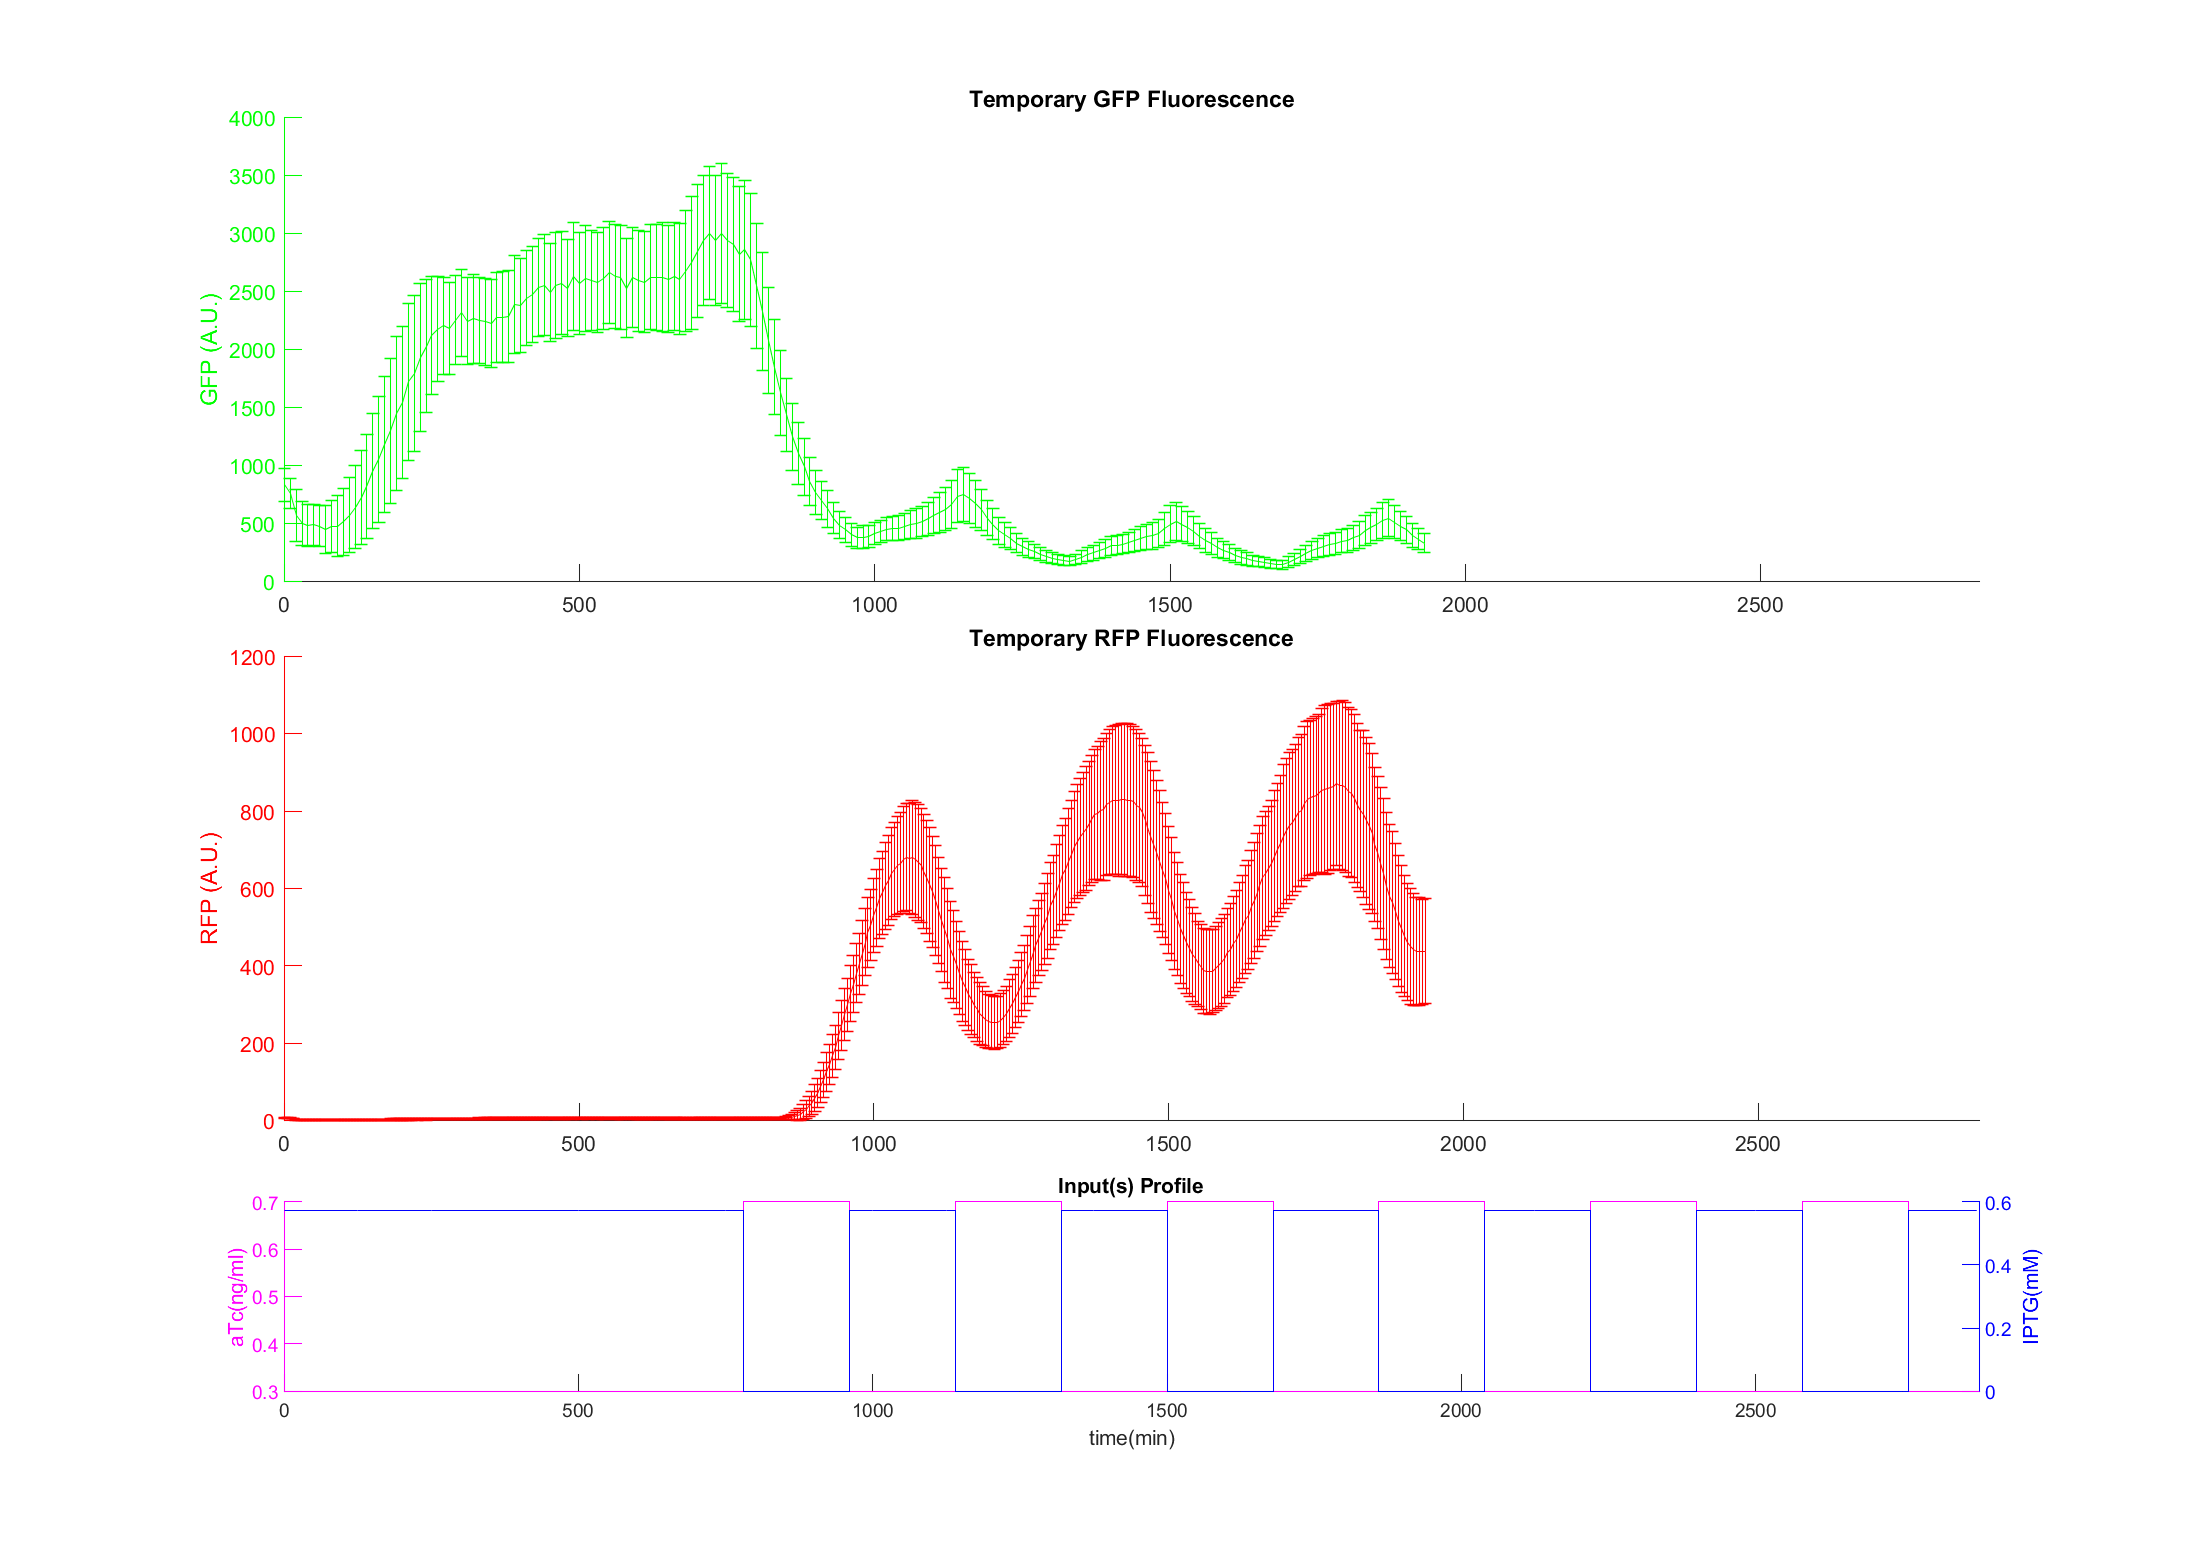 Temporary GFP Fluorescence
4000
3500
3000
2500
2000
1500
1000
500
0
GFP (A.U.)
0 500 1000 1500 2000 2500
Temporary RFP Fluorescence
1200
1000
800
600
400
200
0
RFP (A.U.)
0 500 1000 1500 2000 2500
Input(s) Profile
0.7
0.6
0.5
0.4
0.3
aTc(ng/ml)
0.6
0.4
0.2
0
IPTG(mM)
0 500 1000 1500 2000 2500
time(min)